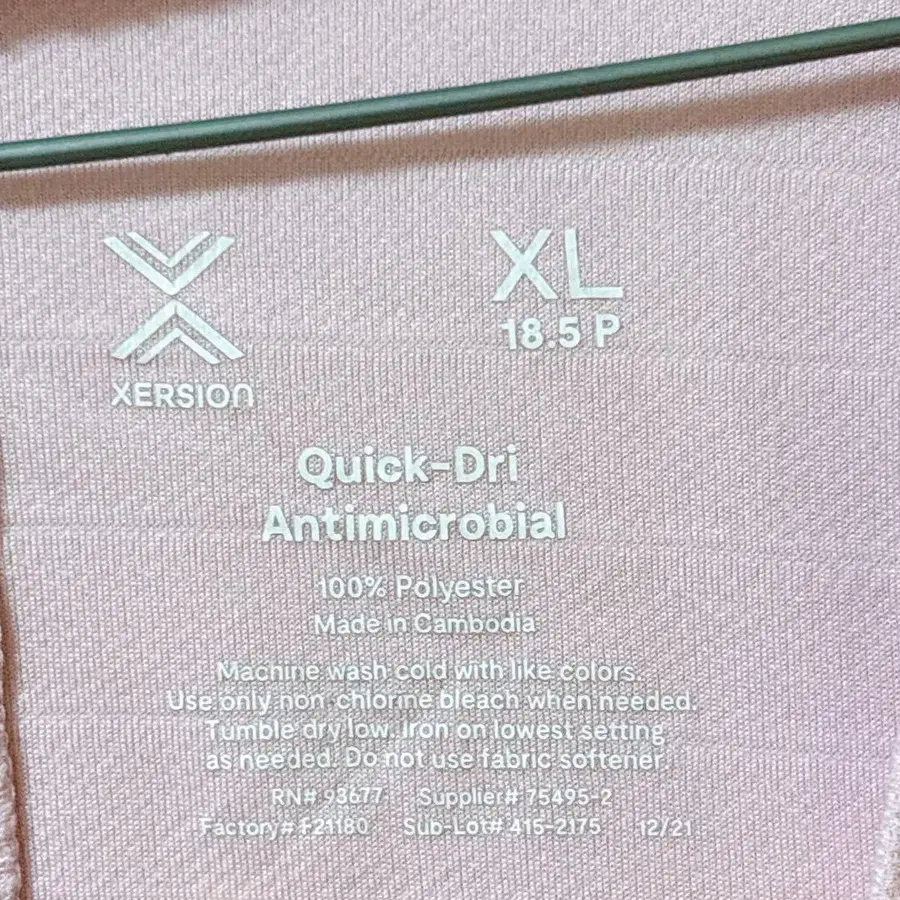 XERSION
XL
18.5 P
Quick-Dri
Antimicrobial
100% Polyester
Made in Cambodia
Machine wash cold with like colors.
Use only non-chlorine bleach when needed.
Tumble dry low. Iron on lowest setting
as needed. Do not use fabric softener.
RN# 93677 Supplier# 75495-2
Factory# F21180 Sub-Lot# 415-2175 12/21